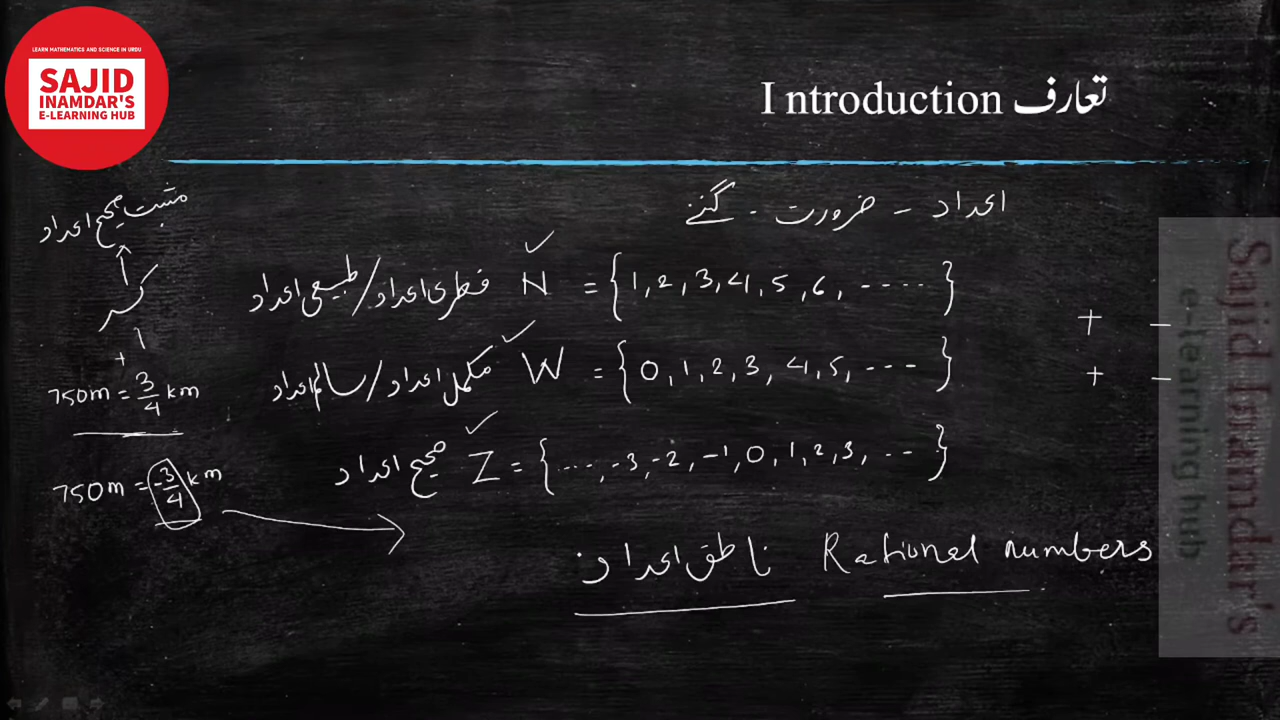 LEARN MATHEMATICS AND SCIENCE IN URDU
SAJID
INAMDAR'S
E-LEARNING HUB
Introduction تعارف
اعداد - ضرورت - گننے
فطری اعداد / طبیعی اعداد N = {1, 2, 3, 4, 5, 6, -----}
مکمل اعداد / سالم اعداد W = {0, 1, 2, 3, 4, 5, ----}
صحیح اعداد Z = {..., -3, -2, -1, 0, 1, 2, 3, ...}
ناطق اعداد : Rational numbers
مثبت صحیح اعداد
کسر
+
750m = 3/4 km
750m = -3/4 km
+ -
+ -
Sajid Inamdar's
e-learning hub